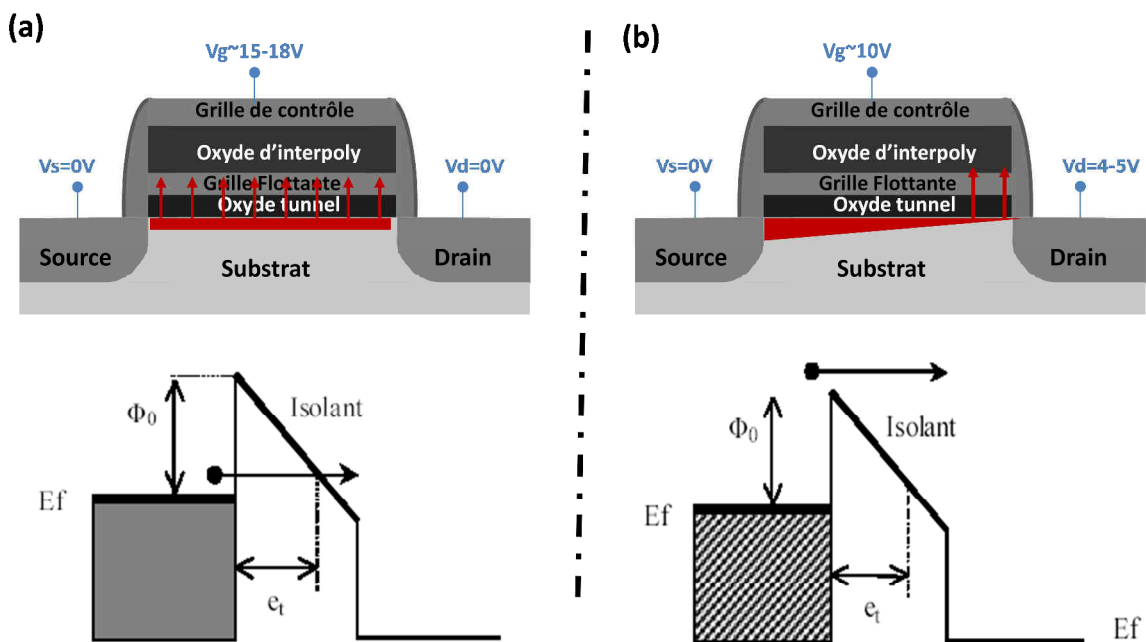 (a)
Vg~15-18V
Grille de contrôle
Oxyde d'interpoly
Vs=0V
Vd=0V
Grille Flottante
Oxyde tunnel
Source
Substrat
Drain
Φ0
Isolant
Ef
et
(b)
Vg~10V
Grille de contrôle
Oxyde d'interpoly
Vs=0V
Vd=4-5V
Grille Flottante
Oxyde tunnel
Source
Substrat
Drain
Φ0
Isolant
Ef
et
Ef